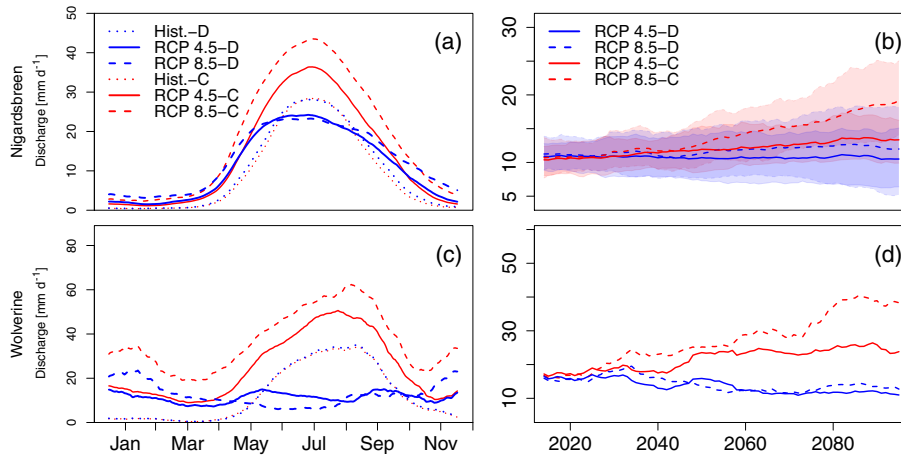 (a)
Hist.−D
RCP 4.5−D
RCP 8.5−D
Hist.−C
RCP 4.5−C
RCP 8.5−C
Nigardsbreen
Discharge [mm d⁻¹]
0 10 20 30 40 50
(b)
RCP 4.5−D
RCP 8.5−D
RCP 4.5−C
RCP 8.5−C
5 10 20 30
(c)
Wolverine
Discharge [mm d⁻¹]
0 20 40 60 80
Jan Mar May Jul Sep Nov
(d)
10 30 50
2020 2040 2060 2080